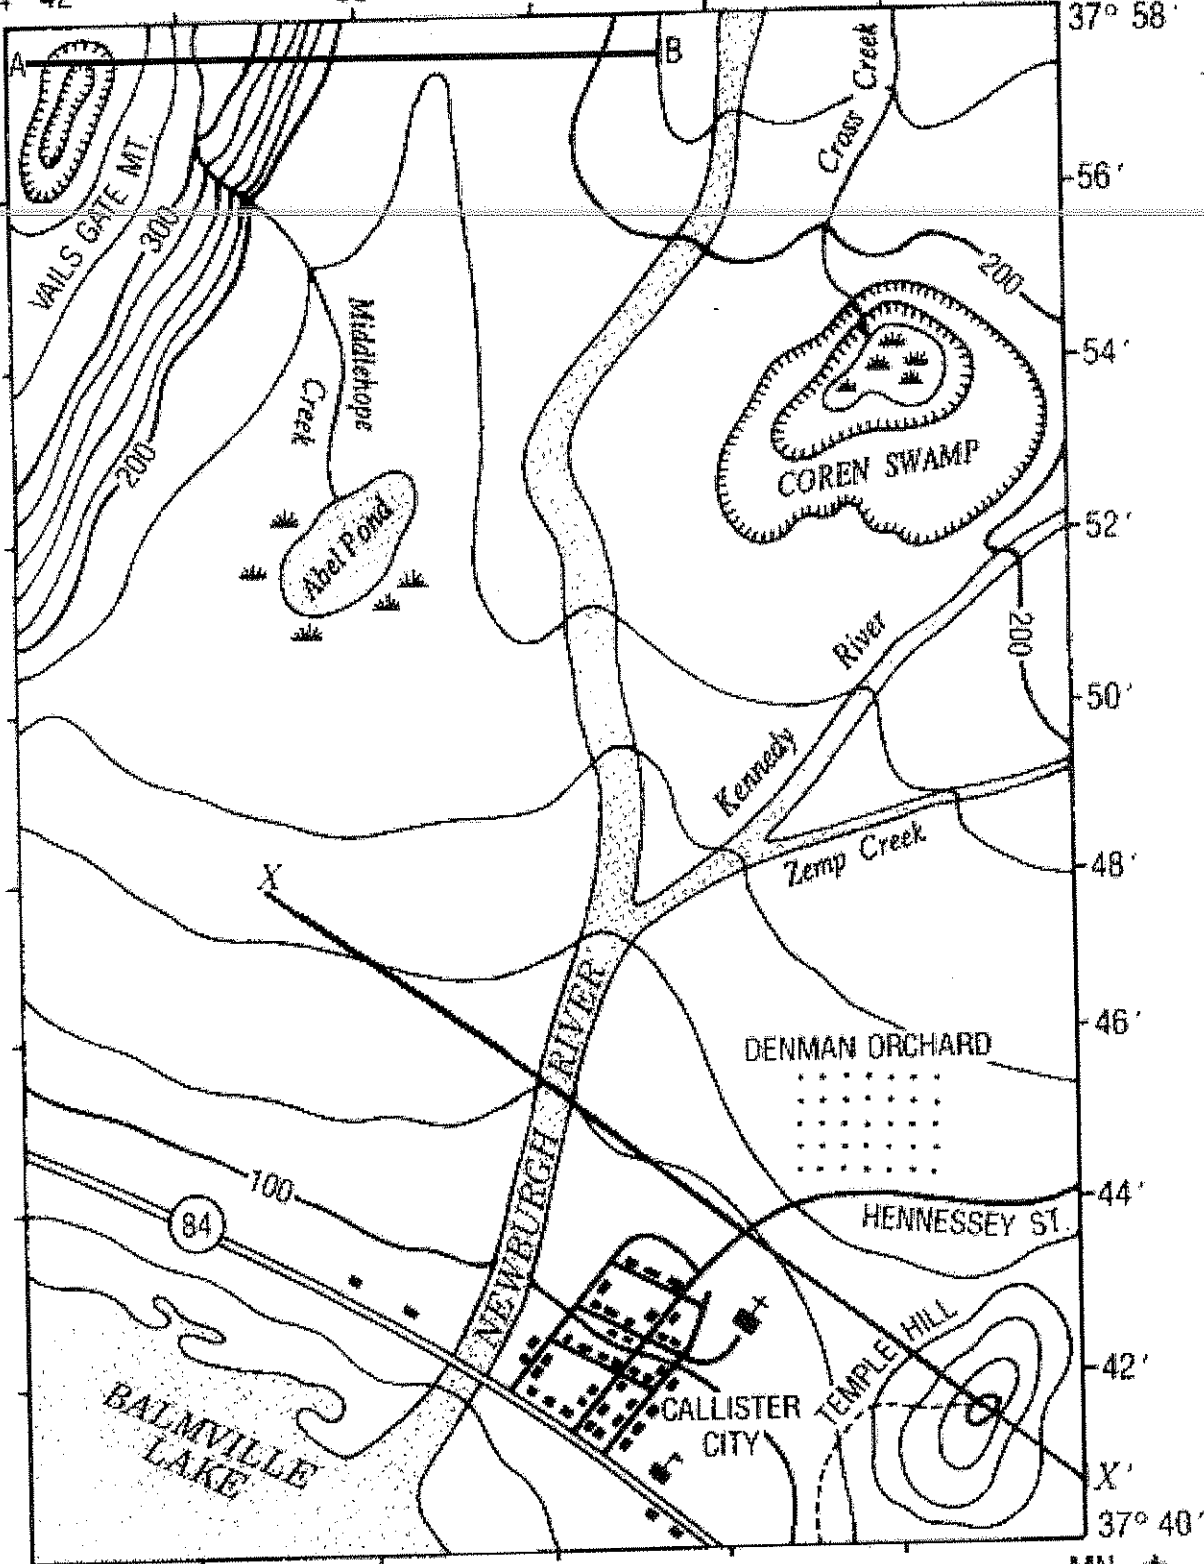 42
37° 58'
A
B
Cross Creek
56'
VAILS GATE MT.
300
200
54'
Middlehope
Creek
200
COREN SWAMP
Abel Pond
52'
River
200
50'
Kennedy
Zemp Creek
48'
X
46'
DENMAN ORCHARD
NEWBURGH RIVER
44'
HENNESSEY ST.
100
84
TEMPLE HILL
42'
BALMVILLE
LAKE
CALLISTER
CITY
X'
37° 40'